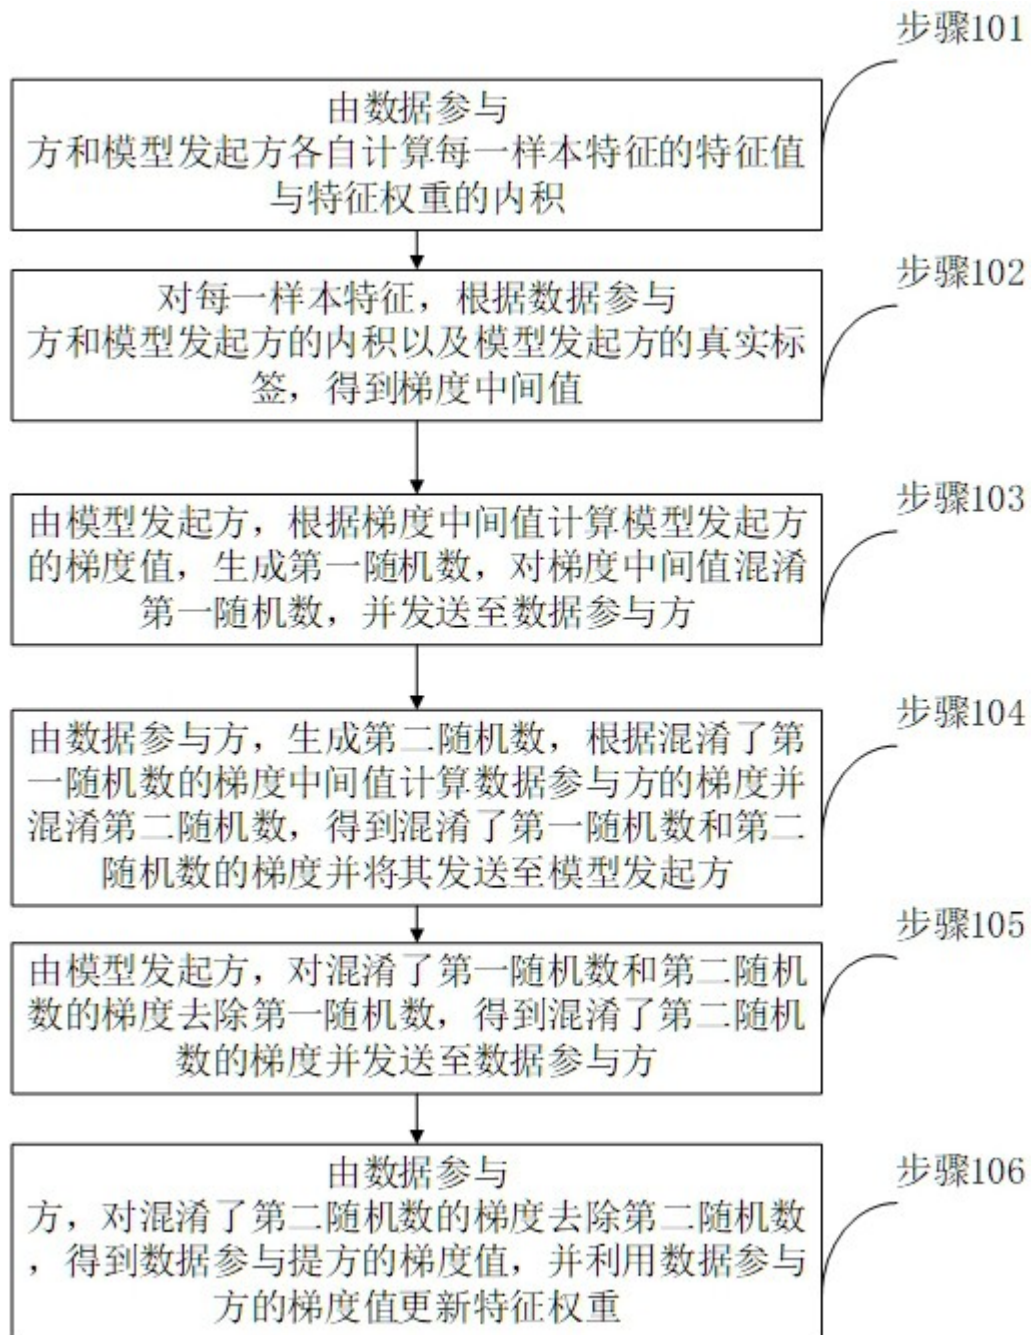 步骤101
由数据参与
方和模型发起方各自计算每一样本特征的特征值
与特征权重的内积
步骤102
对每一样本特征，根据数据参与
方和模型发起方的内积以及模型发起方的真实标
签，得到梯度中间值
步骤103
由模型发起方，根据梯度中间值计算模型发起方
的梯度值，生成第一随机数，对梯度中间值混淆
第一随机数，并发送至数据参与方
步骤104
由数据参与方，生成第二随机数，根据混淆了第
一随机数的梯度中间值计算数据参与方的梯度并
混淆第二随机数，得到混淆了第一随机数和第二
随机数的梯度并将其发送至模型发起方
步骤105
由模型发起方，对混淆了第一随机数和第二随机
数的梯度去除第一随机数，得到混淆了第二随机
数的梯度并发送至数据参与方
步骤106
由数据参与
方，对混淆了第二随机数的梯度去除第二随机数
，得到数据参与提方的梯度值，并利用数据参与
方的梯度值更新特征权重